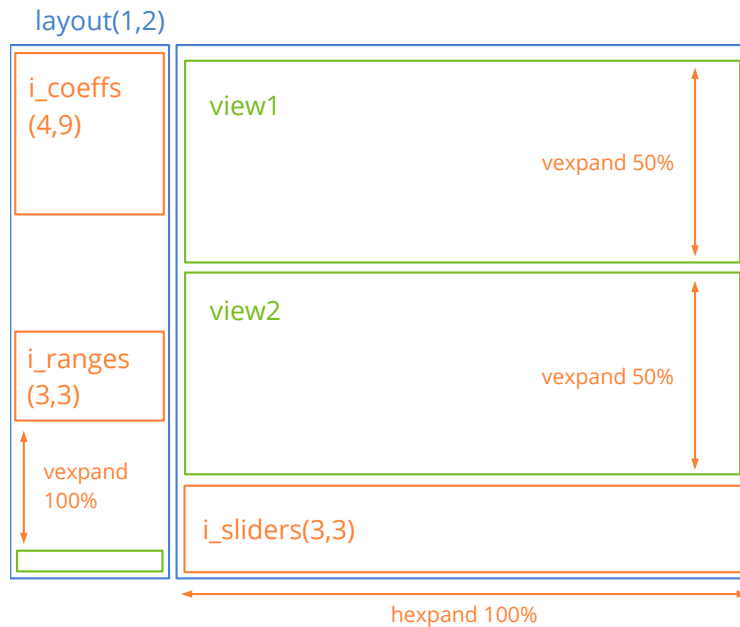 layout(1,2)
i_coeffs
(4,9)
view1
vexpand 50%
view2
i_ranges
(3,3)
vexpand 50%
vexpand
100%
i_sliders(3,3)
hexpand 100%